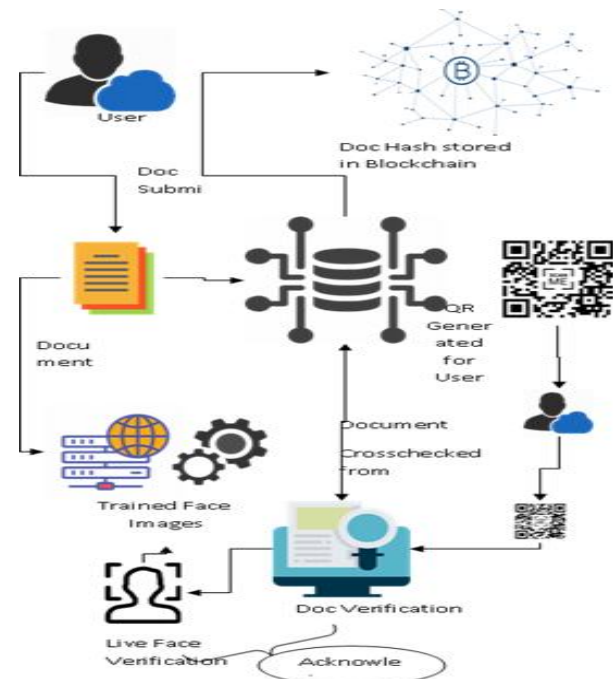 User
Doc Hash stored
in Blockchain
Doc
Submi
QR
Gener
ated
for
User
Docu
ment
Document
Crosschecked
from
Trained Face
Images
Doc Verification
Live Face
Verification
Acknowle